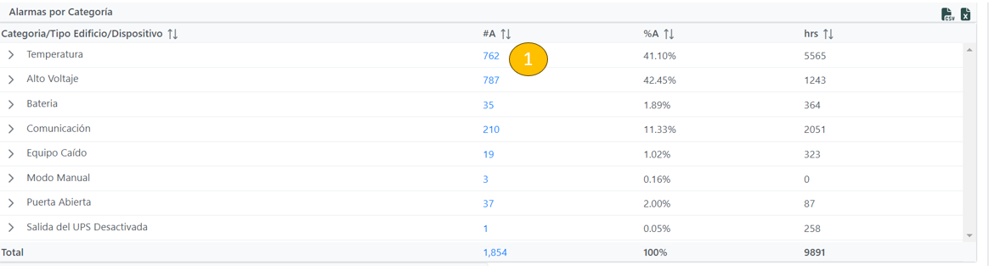 Alarmas por Categoría
CSV X
Categoria/Tipo Edificio/Dispositivo #A %A hrs
Temperatura 762 1 41.10% 5565
Alto Voltaje 787 42.45% 1243
Bateria 35 1.89% 364
Comunicación 210 11.33% 2051
Equipo Caído 19 1.02% 323
Modo Manual 3 0.16% 0
Puerta Abierta 37 2.00% 87
Salida del UPS Desactivada 1 0.05% 258
Total 1,854 100% 9891